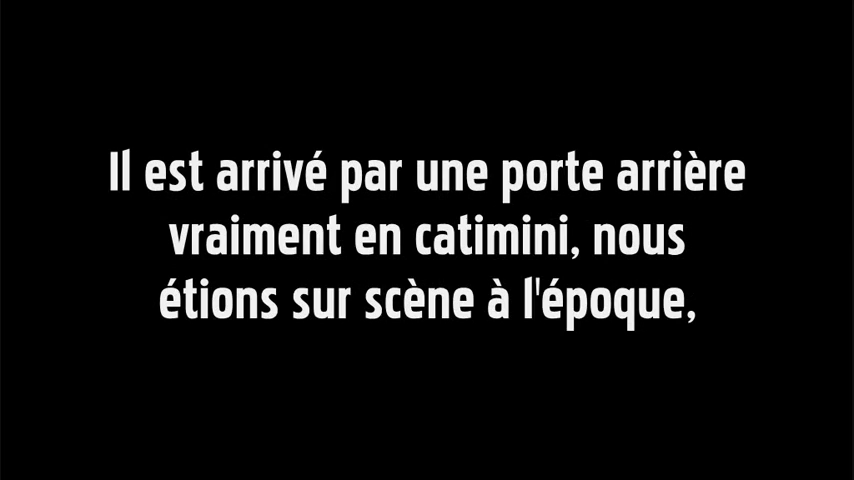 Il est arrivé par une porte arrière
vraiment en catimini, nous
étions sur scène à l'époque,